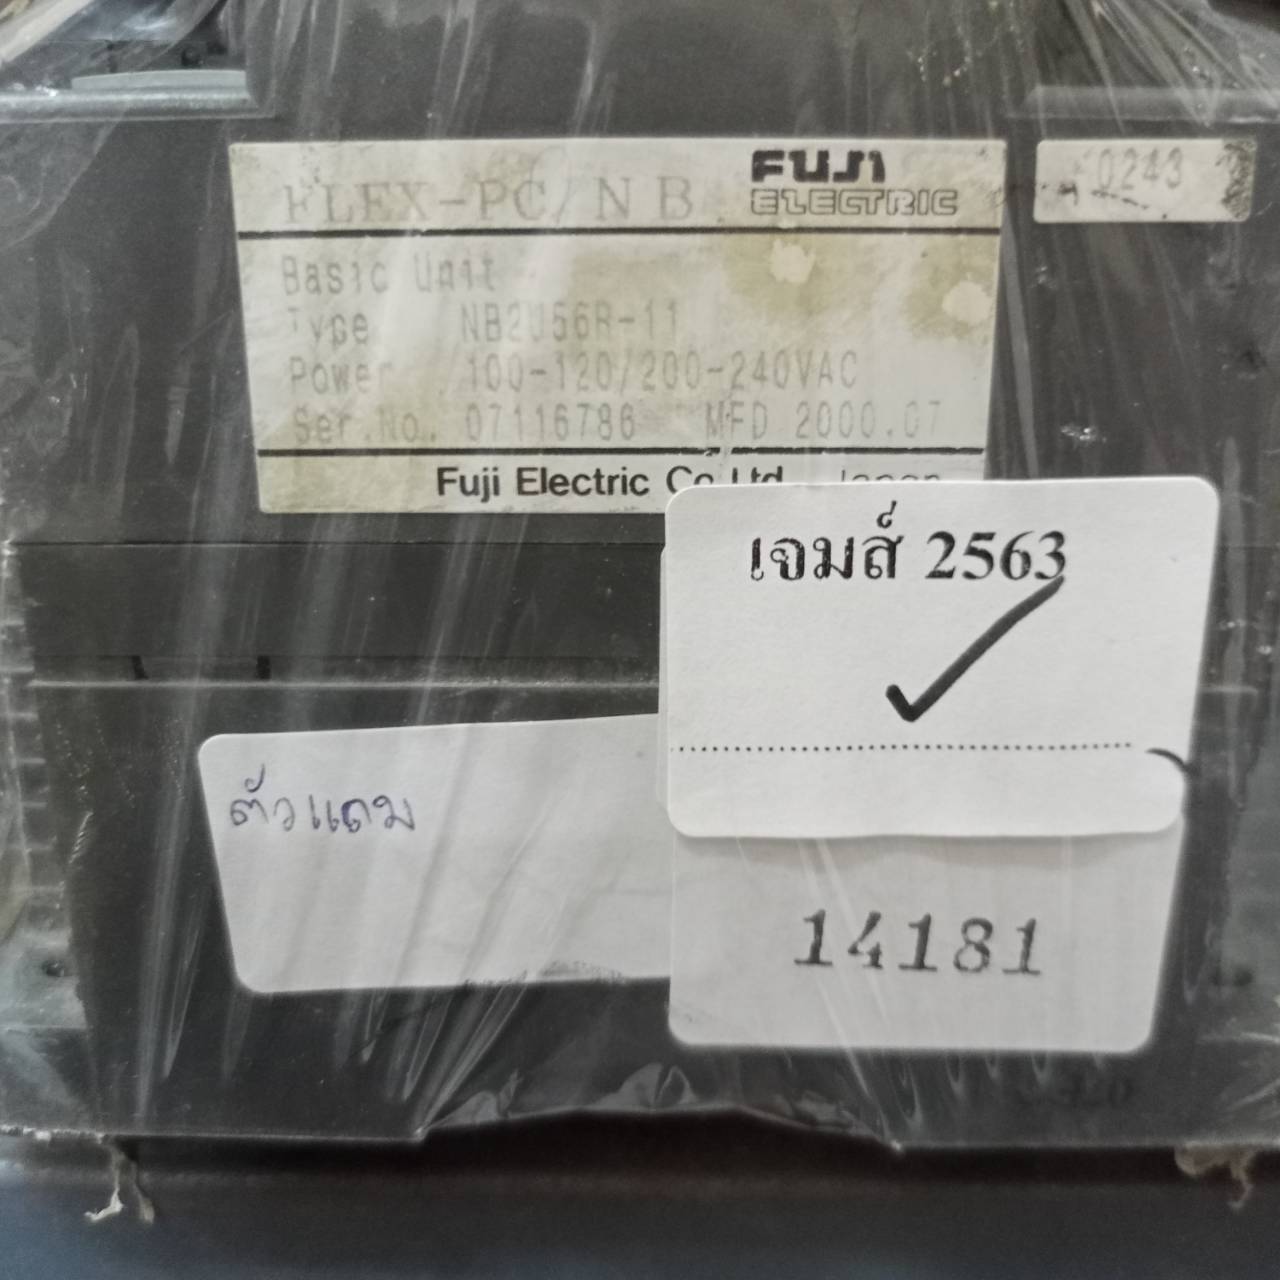 FLEX-PC/NB
FUJI
ELECTRIC
0243
Basic Unit
Type NB2U56R-11
Power 100-120/200-240VAC
Ser.No. 07116786 MFD 2000.07
Fuji Electric Co.,Ltd. Japan
เจมส์ 2563
ตัวแถม
14181